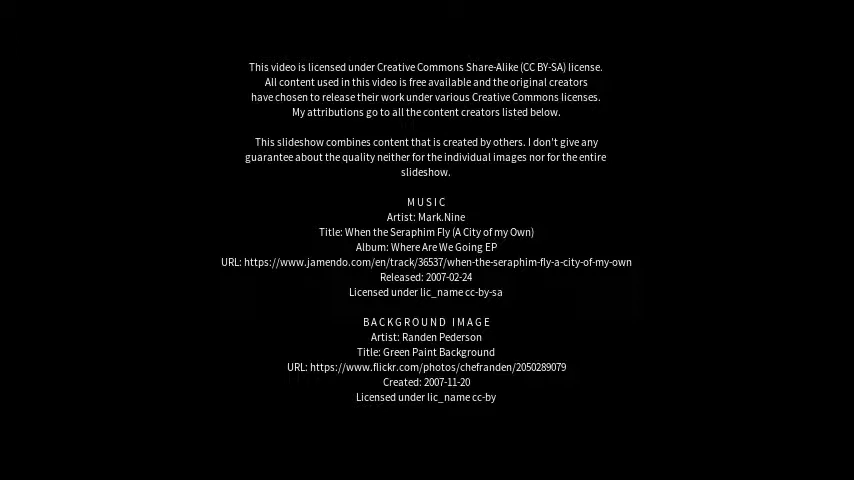 This video is licensed under Creative Commons Share-Alike (CC BY-SA) license.
All content used in this video is free available and the original creators
have chosen to release their work under various Creative Commons licenses.
My attributions go to all the content creators listed below.
This slideshow combines content that is created by others. I don't give any
guarantee about the quality neither for the individual images nor for the entire
slideshow.
MUSIC
Artist: Mark.Nine
Title: When the Seraphim Fly (A City of my Own)
Album: Where Are We Going EP
URL: https://www.jamendo.com/en/track/36537/when-the-seraphim-fly-a-city-of-my-own
Released: 2007-02-24
Licensed under lic_name cc-by-sa
BACKGROUND IMAGE
Artist: Randen Pederson
Title: Green Paint Background
URL: https://www.flickr.com/photos/chefranden/2050289079
Created: 2007-11-20
Licensed under lic_name cc-by